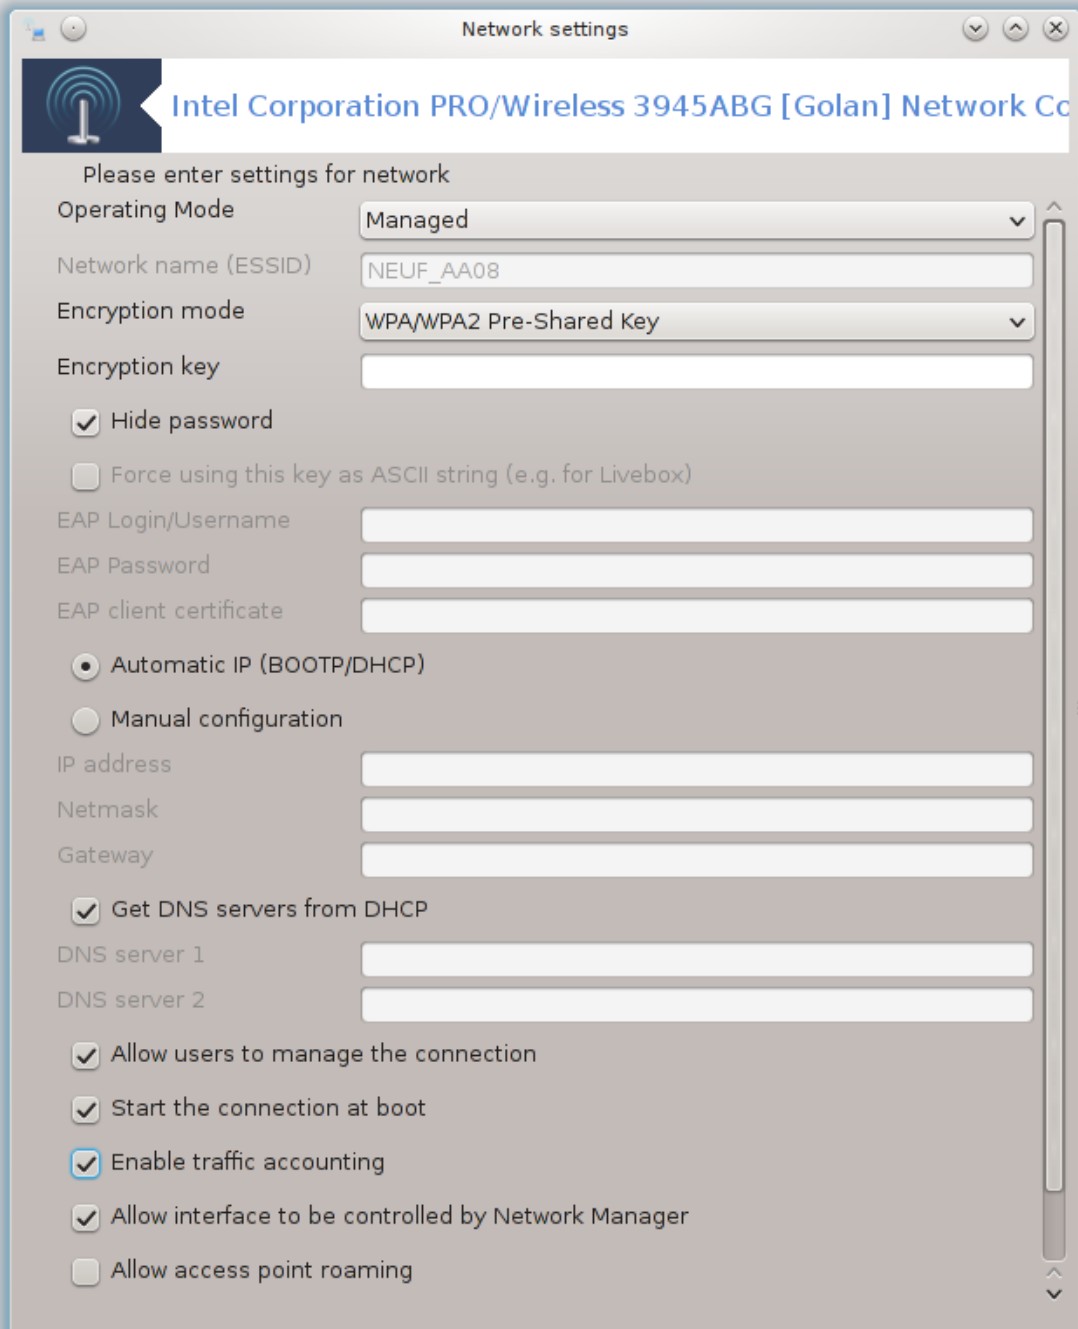 Network settings
Intel Corporation PRO/Wireless 3945ABG [Golan] Network Co
Please enter settings for network
Operating Mode
Managed
Network name (ESSID)
NEUF_AA08
Encryption mode
WPA/WPA2 Pre-Shared Key
Encryption key
Hide password
Force using this key as ASCII string (e.g. for Livebox)
EAP Login/Username
EAP Password
EAP client certificate
Automatic IP (BOOTP/DHCP)
Manual configuration
IP address
Netmask
Gateway
Get DNS servers from DHCP
DNS server 1
DNS server 2
Allow users to manage the connection
Start the connection at boot
Enable traffic accounting
Allow interface to be controlled by Network Manager
Allow access point roaming